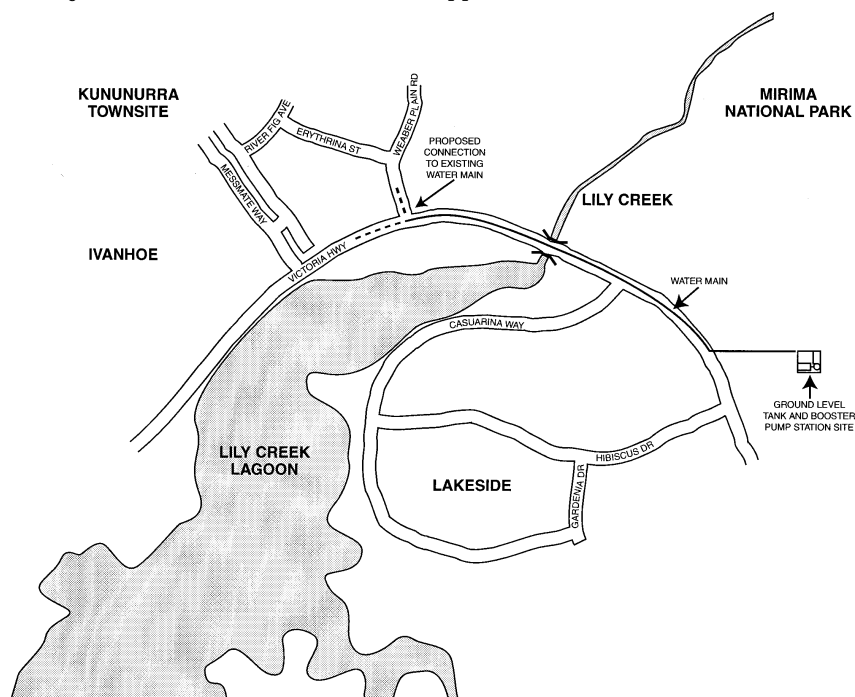 KUNUNURRA
TOWNSITE
MIRIMA
NATIONAL PARK
RIVER FIG AVE
ERYTHRINA ST
WEABER PLAIN RD
PROPOSED
CONNECTION
TO EXISTING
WATER MAIN
MESSMATE WAY
LILY CREEK
IVANHOE
VICTORIA HWY
WATER MAIN
CASUARINA WAY
GROUND LEVEL
TANK AND BOOSTER
PUMP STATION SITE
LILY CREEK
LAGOON
LAKESIDE
HIBISCUS DR
GARDENIA DR